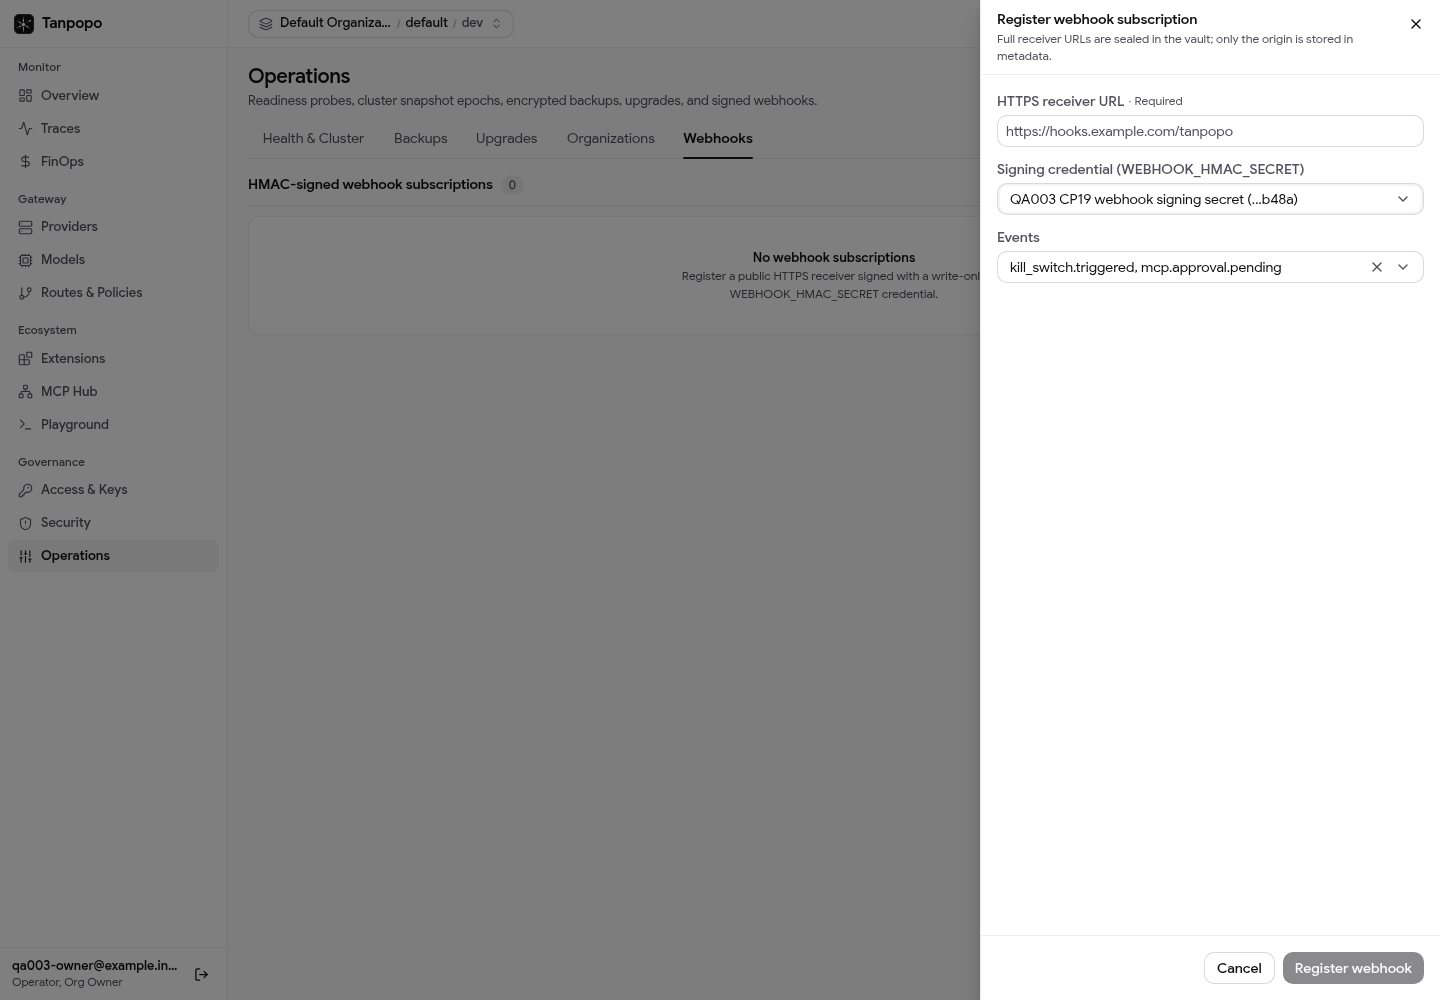 Tanpopo
Monitor
Overview
Traces
FinOps
Gateway
Providers
Models
Routes & Policies
Ecosystem
Extensions
MCP Hub
Playground
Governance
Access & Keys
Security
Operations
qa003-owner@example.in...
Operator, Org Owner
Default Organiza... / default / dev
Operations
Readiness probes, cluster snapshot epochs, encrypted backups, upgrades, and signed webhooks.
Health & Cluster Backups Upgrades Organizations Webhooks
HMAC-signed webhook subscriptions 0
No webhook subscriptions
Register a public HTTPS receiver signed with a
WEBHOOK_HMAC_SECRET credential.
Register webhook subscription
Full receiver URLs are sealed in the vault; only the origin is stored in
metadata.
HTTPS receiver URL · Required
https://hooks.example.com/tanpopo
Signing credential (WEBHOOK_HMAC_SECRET)
QA003 CP19 webhook signing secret (...b48a)
Events
kill_switch.triggered, mcp.approval.pending
Cancel
Register webhook